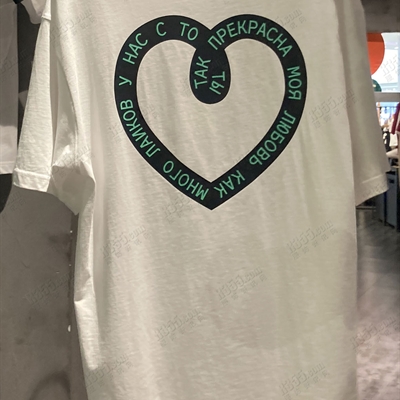 ТЫ ТАК ПРЕКРАСНА МОЯ ЛЮБОВЬ КАК МНОГО ЛАЙКОВ У НАС С ТО